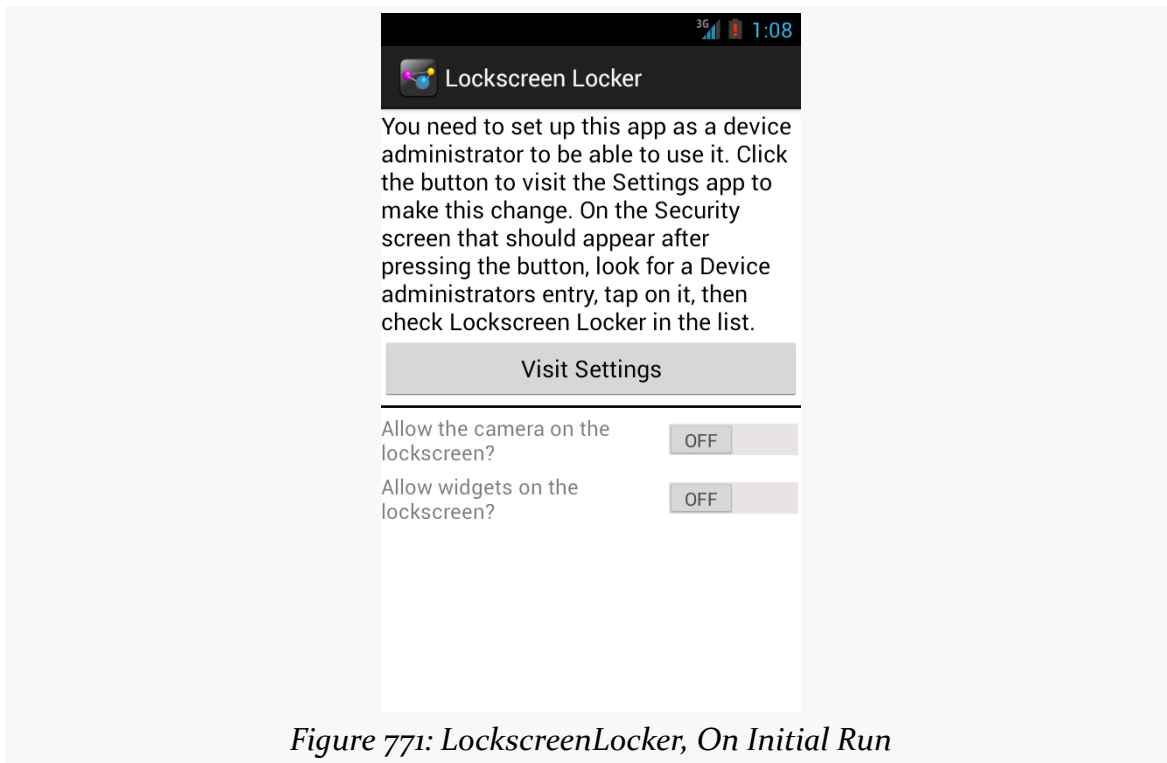 3G 1:08
Lockscreen Locker
You need to set up this app as a device
administrator to be able to use it. Click
the button to visit the Settings app to
make this change. On the Security
screen that should appear after
pressing the button, look for a Device
administrators entry, tap on it, then
check Lockscreen Locker in the list.
Visit Settings
Allow the camera on the
lockscreen?
OFF
Allow widgets on the
lockscreen?
OFF
Figure 771: LockscreenLocker, On Initial Run